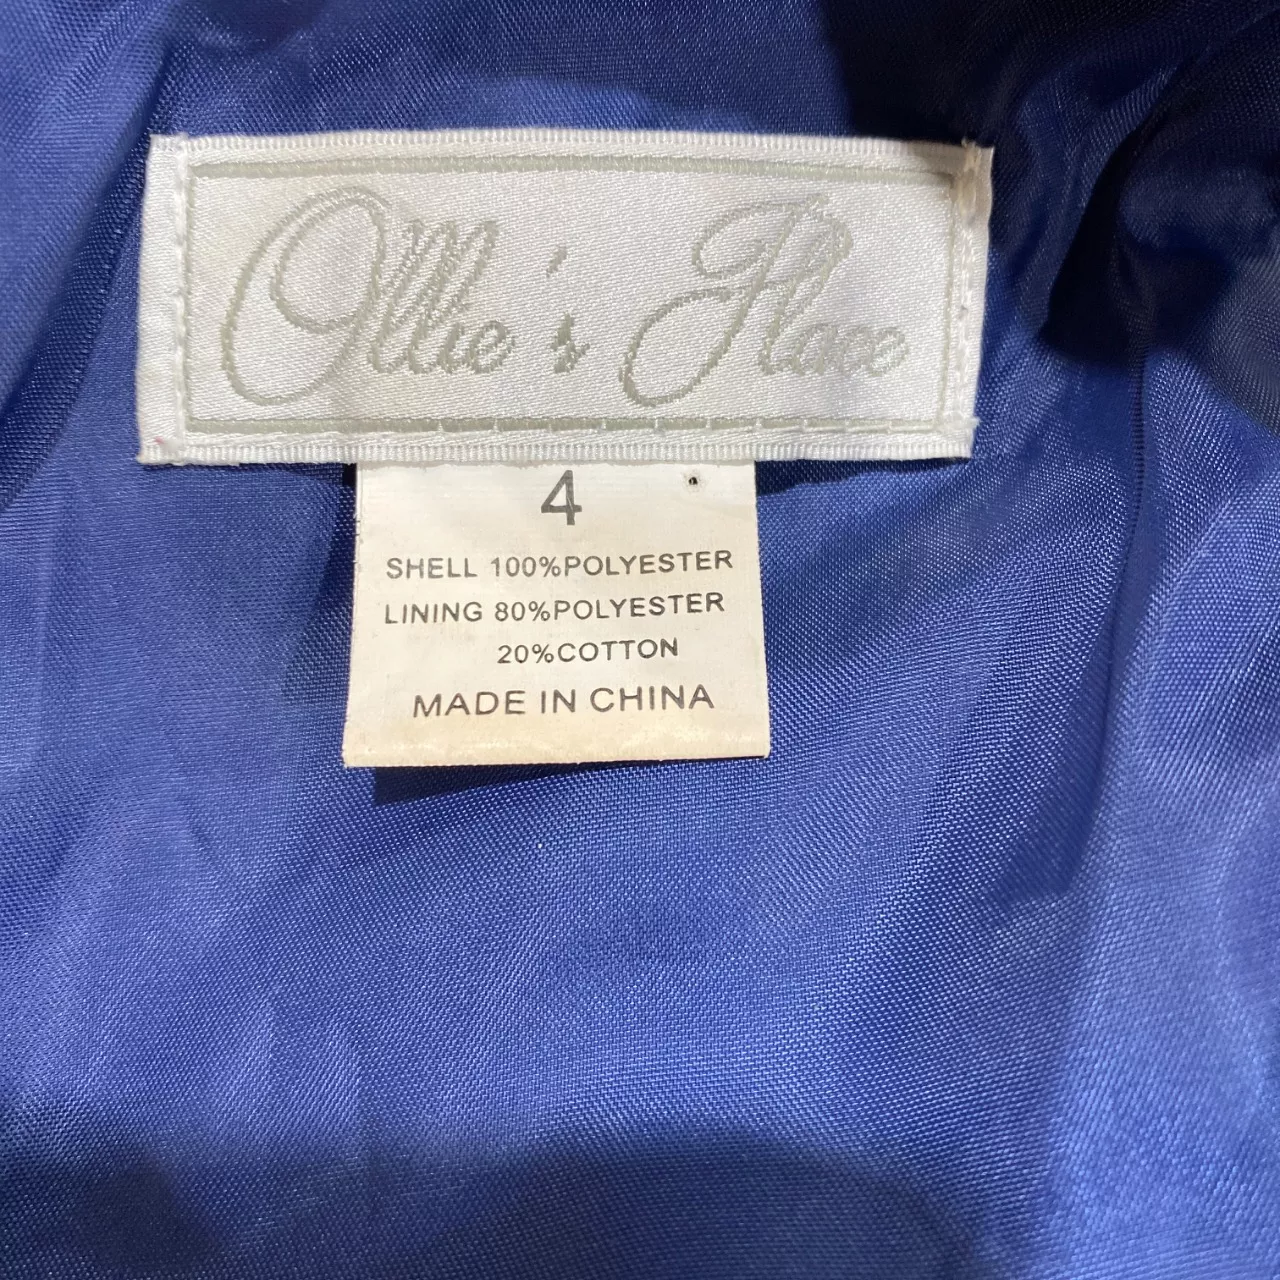 Ollie's Place
4
SHELL 100%POLYESTER
LINING 80%POLYESTER
20%COTTON
MADE IN CHINA